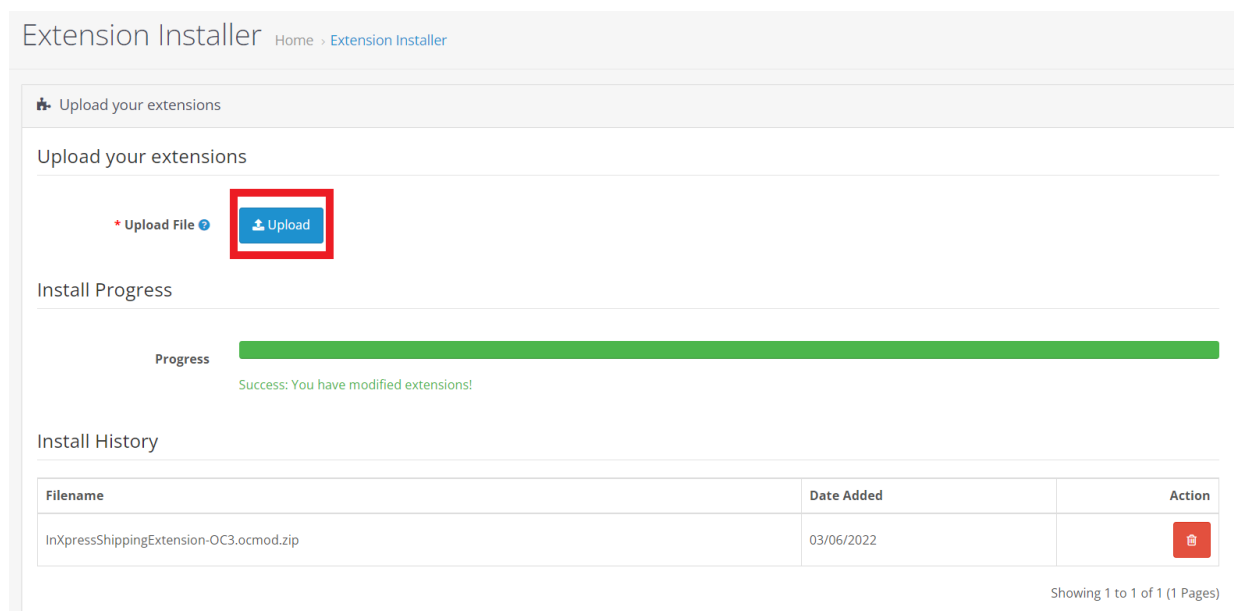 Extension Installer Home › Extension Installer
Upload your extensions
Upload your extensions
* Upload File ?
Upload
Install Progress
Progress
Success: You have modified extensions!
Install History
Filename Date Added Action
InXpressShippingExtension-OC3.ocmod.zip 03/06/2022
Showing 1 to 1 of 1 (1 Pages)